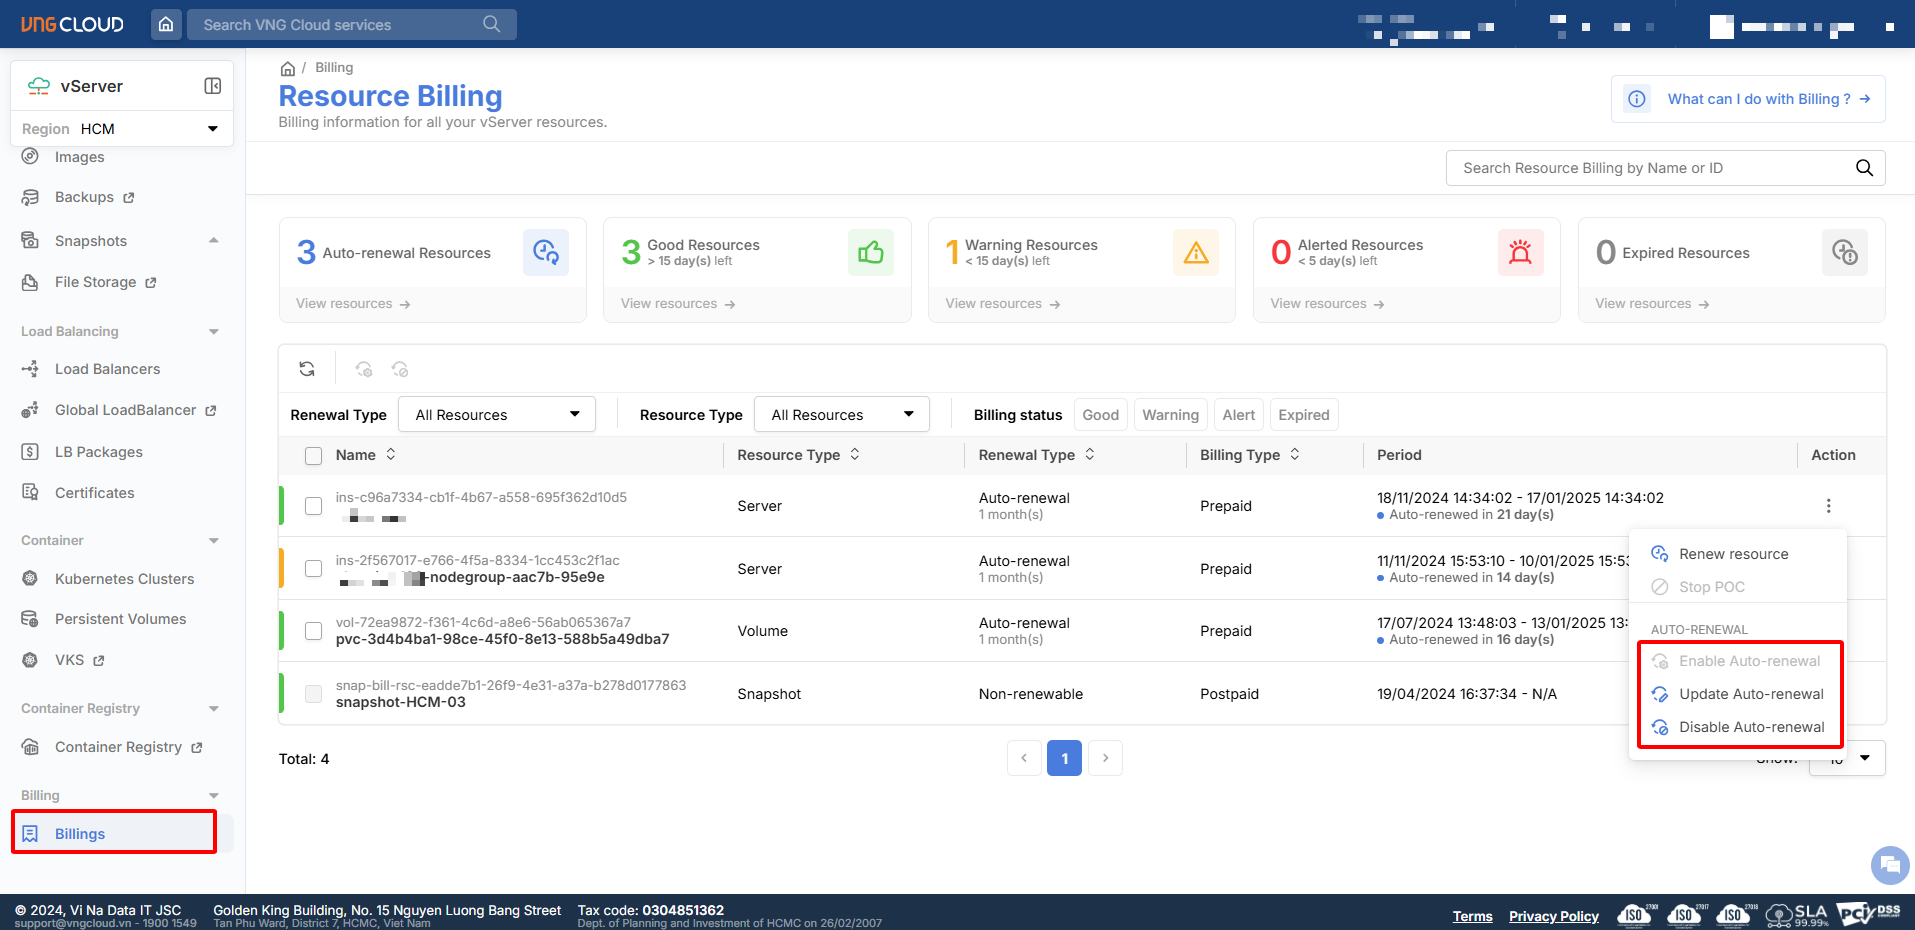 VNG CLOUD
Search VNG Cloud services
vServer
Region HCM
Images
Backups
Snapshots
File Storage
Load Balancing
Load Balancers
Global LoadBalancer
LB Packages
Certificates
Container
Kubernetes Clusters
Persistent Volumes
VKS
Container Registry
Container Registry
Billing
Billings
/ Billing
Resource Billing
Billing information for all your vServer resources.
What can I do with Billing ?
Search Resource Billing by Name or ID
3 Auto-renewal Resources
View resources
3 Good Resources
> 15 day(s) left
View resources
1 Warning Resources
< 15 day(s) left
View resources
0 Alerted Resources
< 5 day(s) left
View resources
0 Expired Resources
View resources
Renewal Type All Resources Resource Type All Resources Billing status Good Warning Alert Expired
Name Resource Type Renewal Type Billing Type Period Action
ins-c96a7334-cb1f-4b67-a558-695f362d10d5
Server
Auto-renewal
1 month(s)
Prepaid
18/11/2024 14:34:02 - 17/01/2025 14:34:02
Auto-renewed in 21 day(s)
ins-2f567017-e766-4f5a-8334-1cc453c2f1ac
-nodegroup-aac7b-95e9e
Server
Auto-renewal
1 month(s)
Prepaid
11/11/2024 15:53:10 - 10/01/2025 15:53
Auto-renewed in 14 day(s)
vol-72ea9872-f361-4c6d-a8e6-56ab065367a7
pvc-3d4b4ba1-98ce-45f0-8e13-588b5a49dba7
Volume
Auto-renewal
1 month(s)
Prepaid
17/07/2024 13:48:03 - 13/01/2025 13:
Auto-renewed in 16 day(s)
snap-bill-rsc-eadde7b1-26f9-4e31-a37a-b278d0177863
snapshot-HCM-03
Snapshot
Non-renewable
Postpaid
19/04/2024 16:37:34 - N/A
Renew resource
Stop POC
AUTO-RENEWAL
Enable Auto-renewal
Update Auto-renewal
Disable Auto-renewal
Total: 4
1
Show: 10
© 2024, Vi Na Data IT JSC
support@vngcloud.vn - 1900 1549
Golden King Building, No. 15 Nguyen Luong Bang Street
Tan Phu Ward, District 7, HCMC, Viet Nam
Tax code: 0304851362
Dept. of Planning and Investment of HCMC on 26/02/2007
Terms
Privacy Policy
ISO 27001
ISO 27017
ISO 27018
SLA
99.99%
PCI DSS